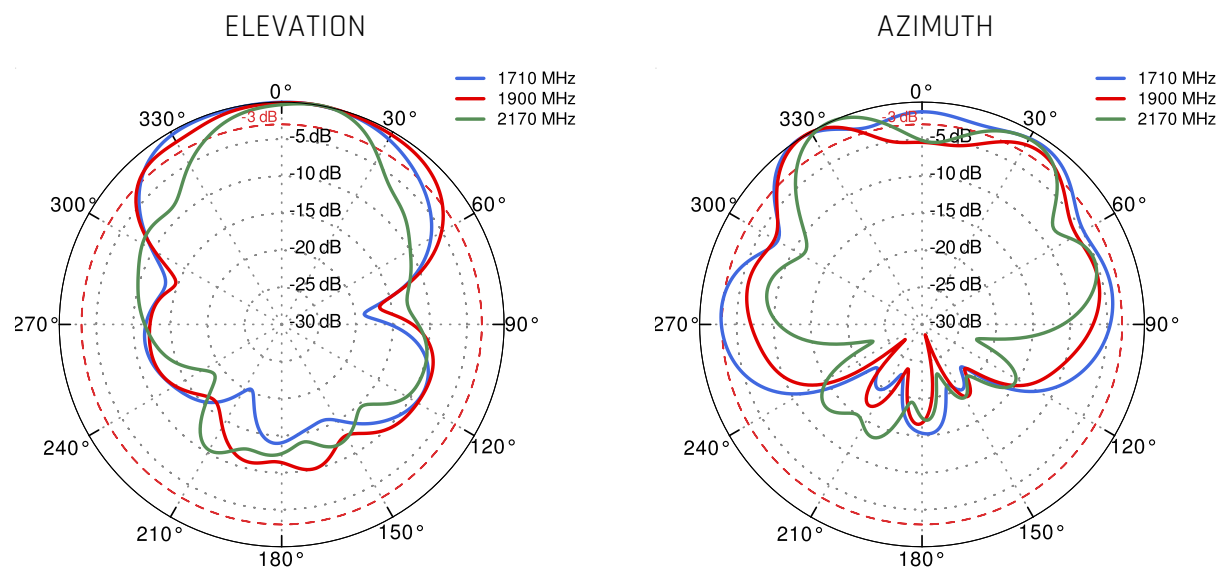 ELEVATION
1710 MHz
1900 MHz
2170 MHz
0°
330°
30°
-3 dB
-5 dB
-10 dB
300°
60°
-15 dB
-20 dB
-25 dB
270°
-30 dB
90°
240°
120°
210°
150°
180°
AZIMUTH
1710 MHz
1900 MHz
2170 MHz
0°
330°
30°
-3 dB
-5 dB
-10 dB
300°
60°
-15 dB
-20 dB
-25 dB
270°
-30 dB
90°
240°
120°
210°
150°
180°